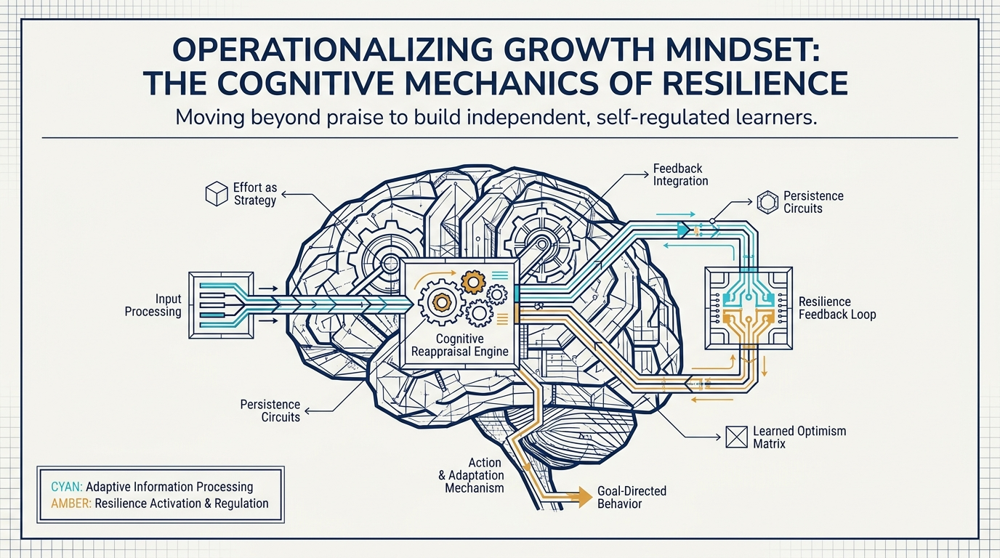 OPERATIONALIZING GROWTH MINDSET:
THE COGNITIVE MECHANICS OF RESILIENCE
Moving beyond praise to build independent, self-regulated learners.
Effort as
Strategy
Feedback
Integration
Persistence
Circuits
Input
Processing
Cognitive
Reappraisal Engine
Resilience
Feedback Loop
Persistence
Circuits
Learned Optimism
Matrix
Action
& Adaptation
Mechanism
Goal-Directed
Behavior
CYAN: Adaptive Information Processing
AMBER: Resilience Activation & Regulation